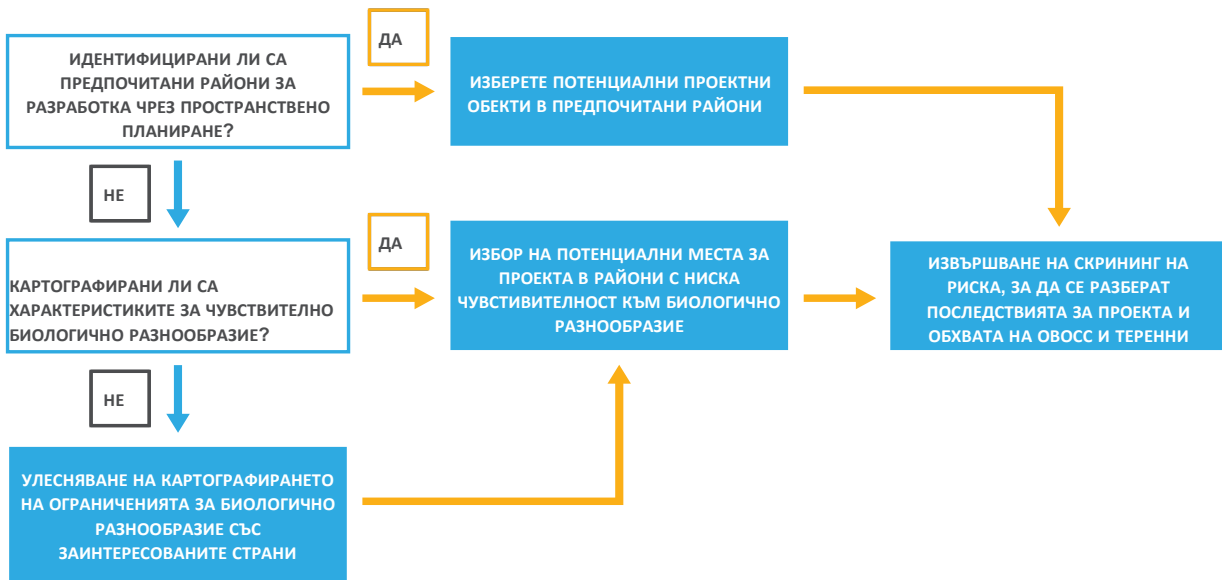 ДА
ИДЕНТИФИЦИРАНИ ЛИ СА
ПРЕДПОЧИТАНИ РАЙОНИ ЗА
РАЗРАБОТКА ЧРЕЗ ПРОСТРАНСТВЕНО
ПЛАНИРАНЕ?
ИЗБЕРЕТЕ ПОТЕНЦИАЛНИ ПРОЕКТНИ
ОБЕКТИ В ПРЕДПОЧИТАНИ РАЙОНИ
НЕ
ДА
КАРТОГРАФИРАНИ ЛИ СА
ХАРАКТЕРИСТИКИТЕ ЗА ЧУВСТВИТЕЛНО
БИОЛОГИЧНО РАЗНООБРАЗИЕ?
ИЗБОР НА ПОТЕНЦИАЛНИ МЕСТА ЗА
ПРОЕКТА В РАЙОНИ С НИСКА
ЧУВСТИВИТЕЛНОСТ КЪМ БИОЛОГИЧНО
РАЗНООБРАЗИЕ
ИЗВЪРШВАНЕ НА СКРИНИНГ НА
РИСКА, ЗА ДА СЕ РАЗБЕРАТ
ПОСЛЕДСТВИЯТА ЗА ПРОЕКТА И
ОБХВАТА НА ОВОСС И ТЕРЕННИ
НЕ
УЛЕСНЯВАНЕ НА КАРТОГРАФИРАНЕТО
НА ОГРАНИЧЕНИЯТА ЗА БИОЛОГИЧНО
РАЗНООБРАЗИЕ СЪС
ЗАИНТЕРЕСОВАНИТЕ СТРАНИ